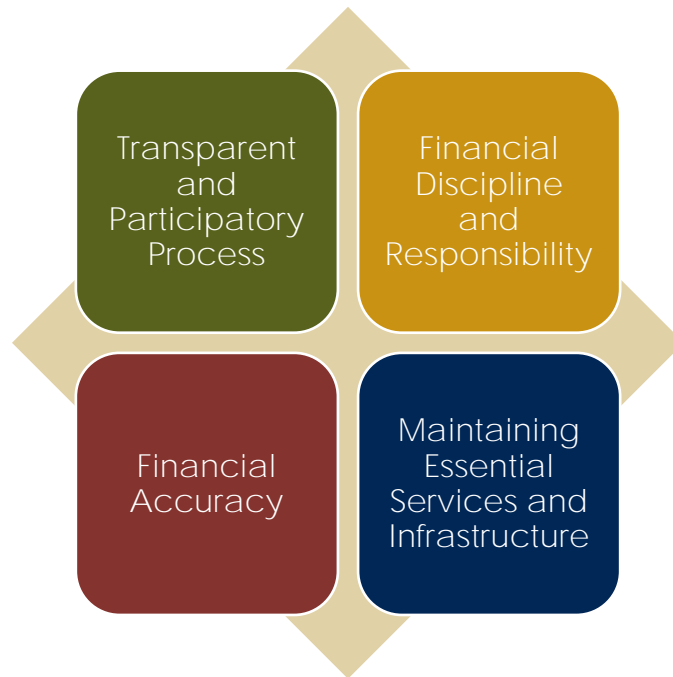 Transparent
and
Participatory
Process
Financial
Discipline
and
Responsibility
Financial
Accuracy
Maintaining
Essential
Services and
Infrastructure